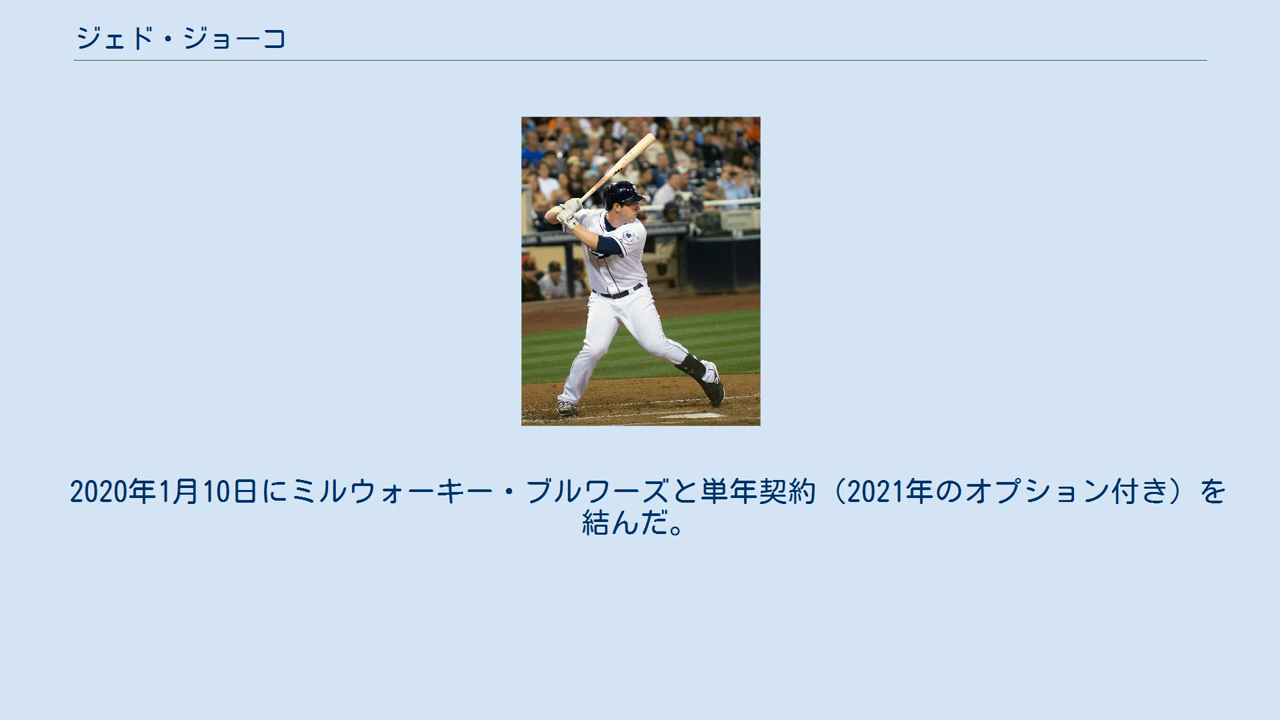 ジェド・ジョーコ
2020年1月10日にミルウォーキー・ブルワーズと単年契約（2021年のオプション付き）を
結んだ。